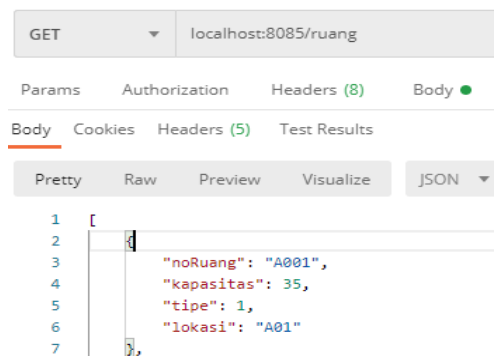 GET localhost:8085/ruang
Params Authorization Headers (8) Body
Body Cookies Headers (5) Test Results
Pretty Raw Preview Visualize JSON
1 [
2 {
3 "noRuang": "A001",
4 "kapasitas": 35,
5 "tipe": 1,
6 "lokasi": "A01"
7 },